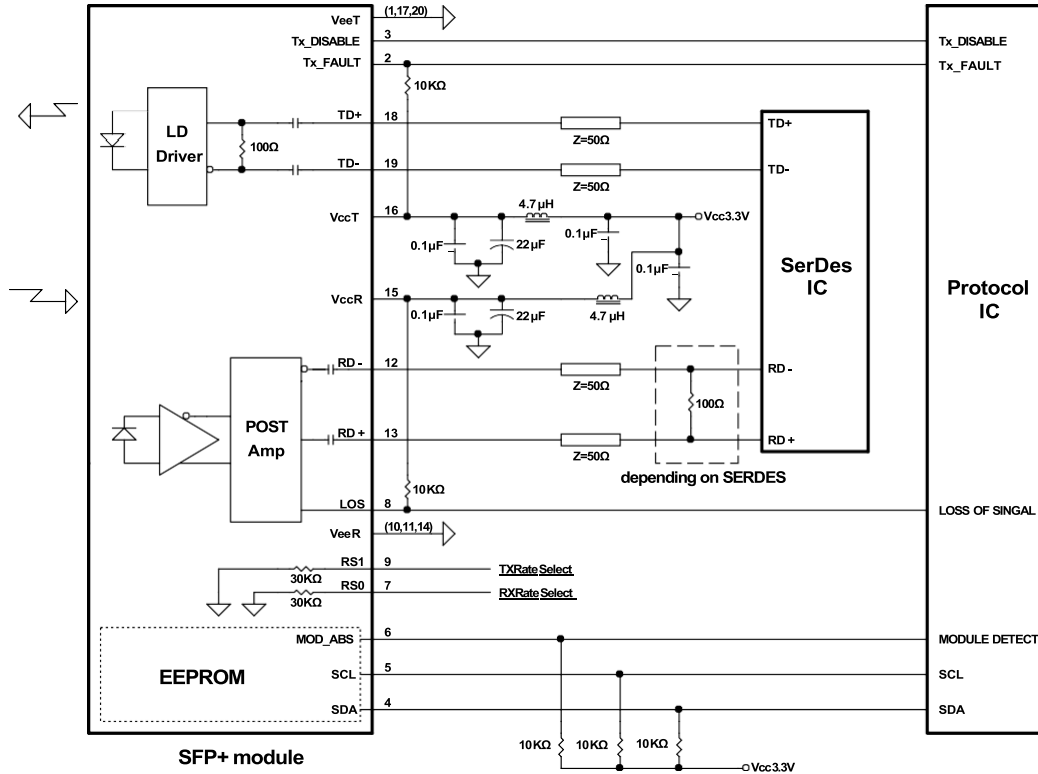 VeeT (1,17,20)
Tx_DISABLE 3 Tx_DISABLE
Tx_FAULT 2 Tx_FAULT
10KΩ
LD
Driver
100Ω
TD+ 18 Z=50Ω TD+
TD- 19 Z=50Ω TD-
VccT 16 4.7µH Vcc3.3V
0.1µF 22µF 0.1µF 0.1µF
VccR 15 4.7µH
0.1µF 22µF
SerDes
IC
Protocol
IC
RD - 12 Z=50Ω RD -
100Ω
POST
Amp
RD + 13 Z=50Ω RD +
depending on SERDES
10KΩ
LOS 8 LOSS OF SINGAL
VeeR (10,11,14)
RS1 9 TXRate Select
30KΩ
RS0 7 RXRate Select
30KΩ
MOD_ABS 6 MODULE DETECT
EEPROM
SCL 5 SCL
SDA 4 SDA
10KΩ 10KΩ 10KΩ
Vcc3.3V
SFP+ module